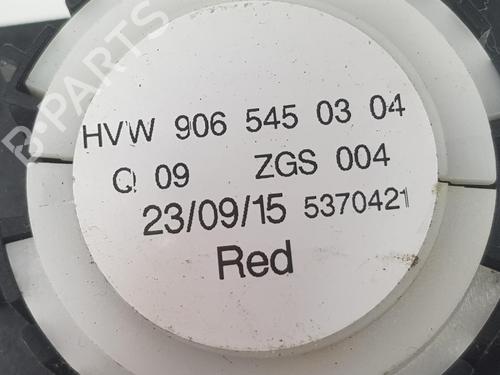 B-PARTS
HVW 906 545 03 04
Q 09 ZGS 004
23/09/15 5370421
Red